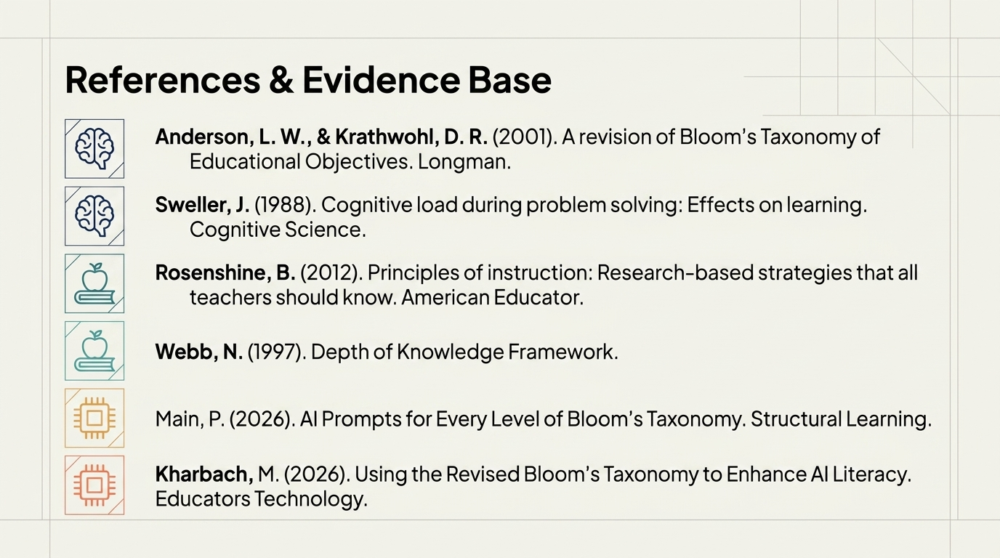 References & Evidence Base
Anderson, L. W., & Krathwohl, D. R. (2001). A revision of Bloom's Taxonomy of
Educational Objectives. Longman.
Sweller, J. (1988). Cognitive load during problem solving: Effects on learning.
Cognitive Science.
Rosenshine, B. (2012). Principles of instruction: Research-based strategies that all
teachers should know. American Educator.
Webb, N. (1997). Depth of Knowledge Framework.
Main, P. (2026). AI Prompts for Every Level of Bloom's Taxonomy. Structural Learning.
Kharbach, M. (2026). Using the Revised Bloom's Taxonomy to Enhance AI Literacy.
Educators Technology.